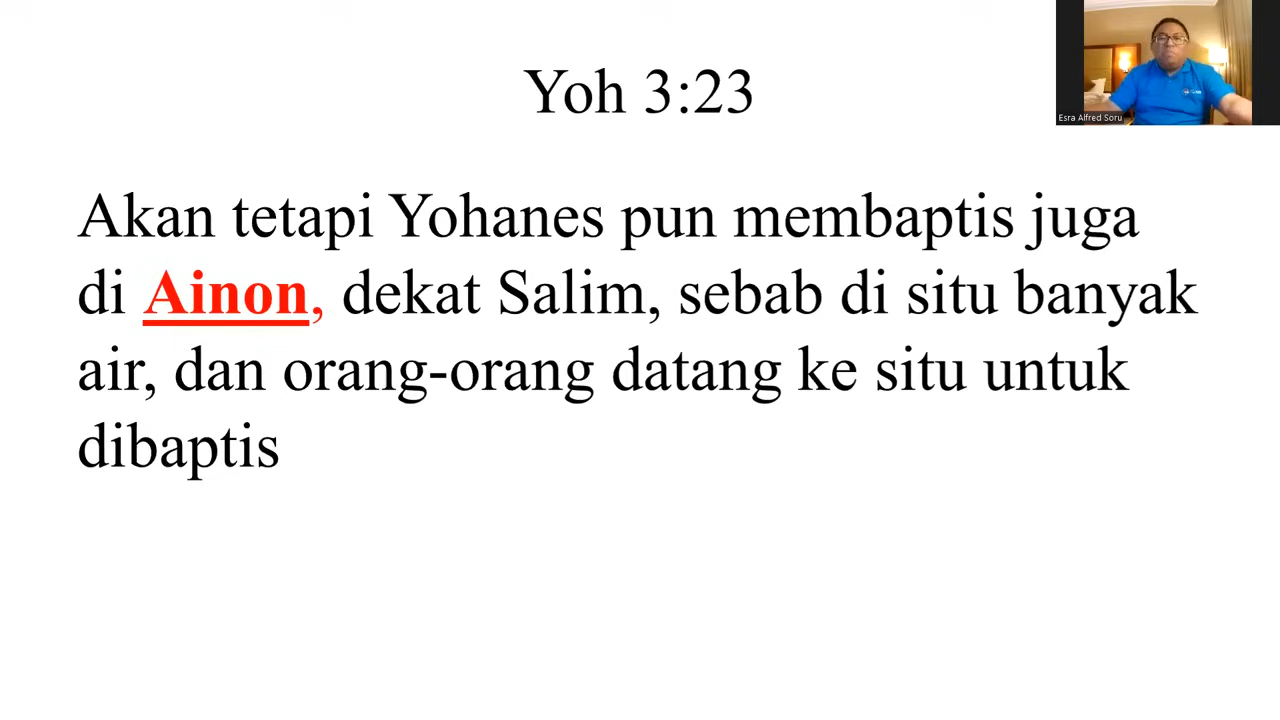 Yoh 3:23
Esra Alfred Soru
Akan tetapi Yohanes pun membaptis juga
di Ainon, dekat Salim, sebab di situ banyak
air, dan orang-orang datang ke situ untuk
dibaptis